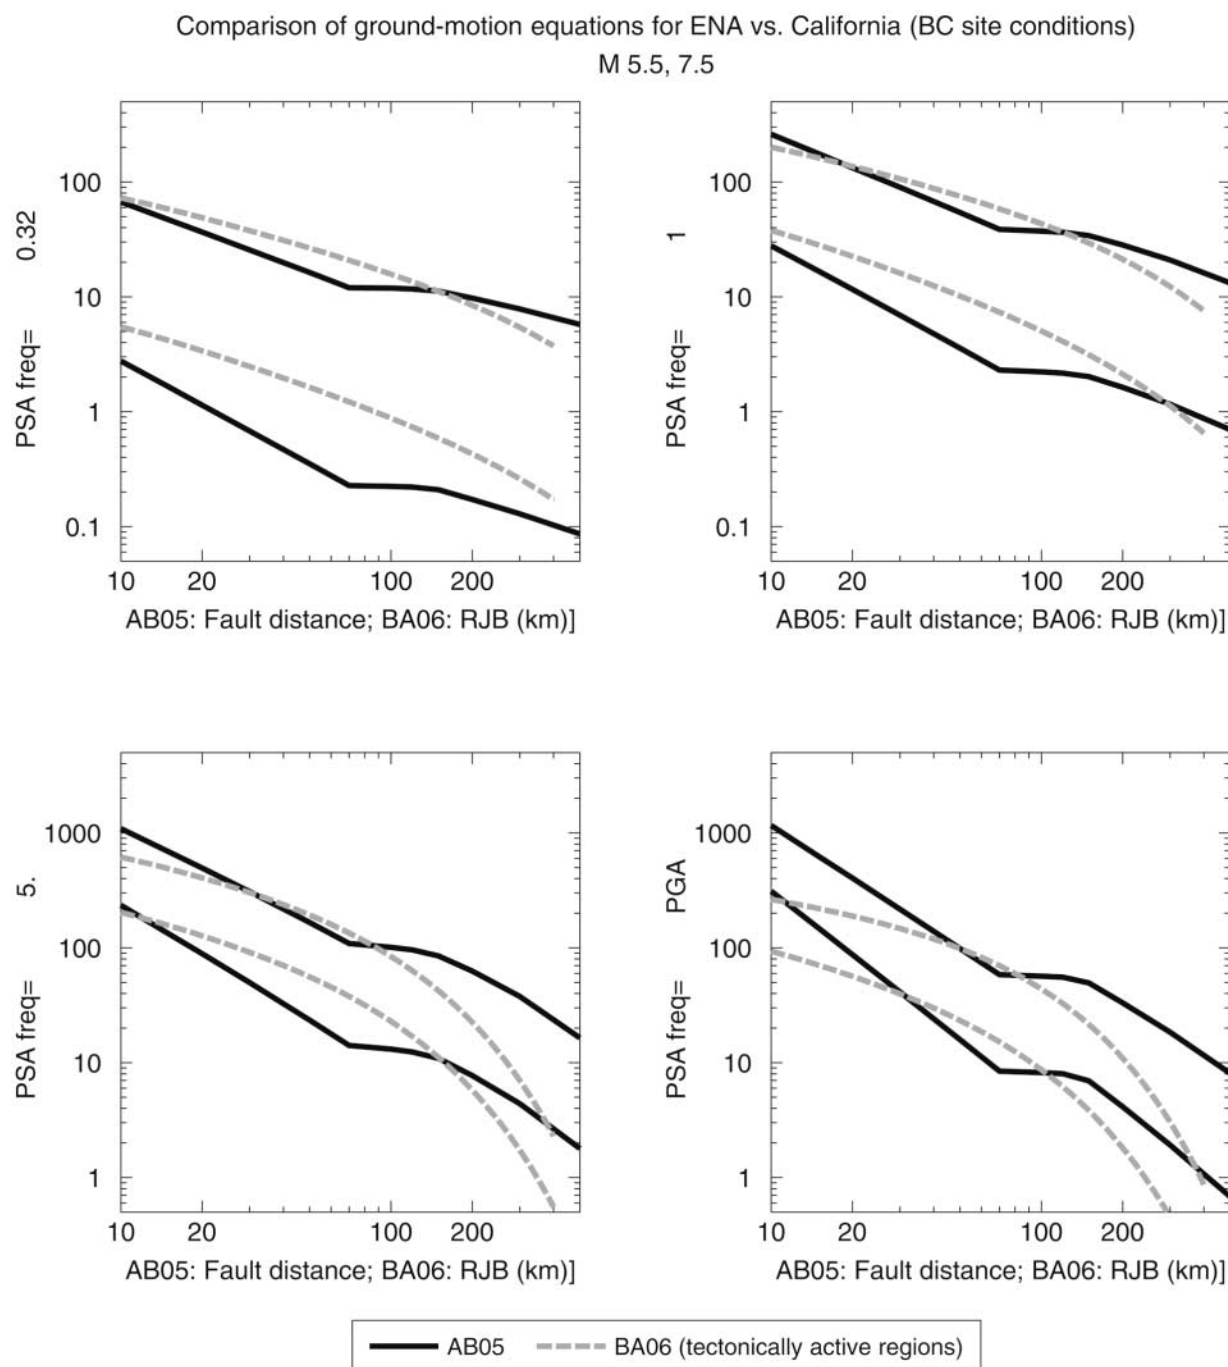 Comparison of ground-motion equations for ENA vs. California (BC site conditions)
M 5.5, 7.5
PSA freq= 0.32
100
10
1
0.1
10 20 100 200
AB05: Fault distance; BA06: RJB (km)]
PSA freq= 1
100
10
1
0.1
10 20 100 200
AB05: Fault distance; BA06: RJB (km)]
PSA freq= 5.
1000
100
10
1
10 20 100 200
AB05: Fault distance; BA06: RJB (km)]
PSA freq= PGA
1000
100
10
1
10 20 100 200
AB05: Fault distance; BA06: RJB (km)]
AB05 BA06 (tectonically active regions)